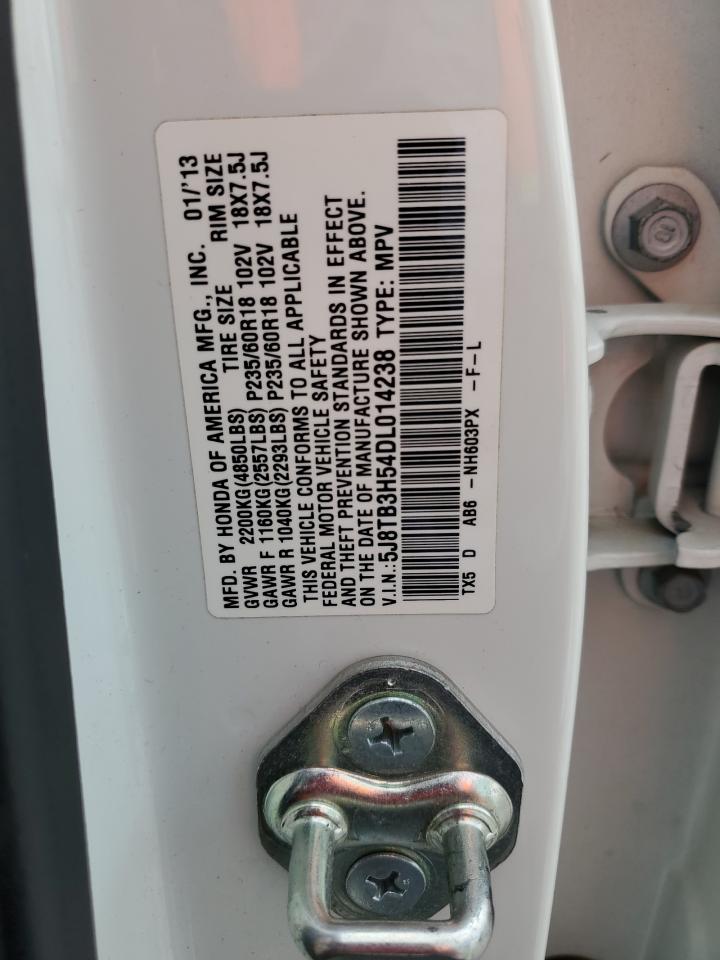 MFD. BY HONDA OF AMERICA MFG., INC. 01/'13
GVWR 2200KG(4850LBS) TIRE SIZE RIM SIZE
GAWR F 1160KG(2557LBS) P235/60R18 102V 18X7.5J
GAWR R 1040KG(2293LBS) P235/60R18 102V 18X7.5J
THIS VEHICLE CONFORMS TO ALL APPLICABLE
FEDERAL MOTOR VEHICLE SAFETY
AND THEFT PREVENTION STANDARDS IN EFFECT
ON THE DATE OF MANUFACTURE SHOWN ABOVE.
V.I.N.:5J8TB3H54DL014238 TYPE: MPV
TX5 D AB6 -NH603PX -F-L